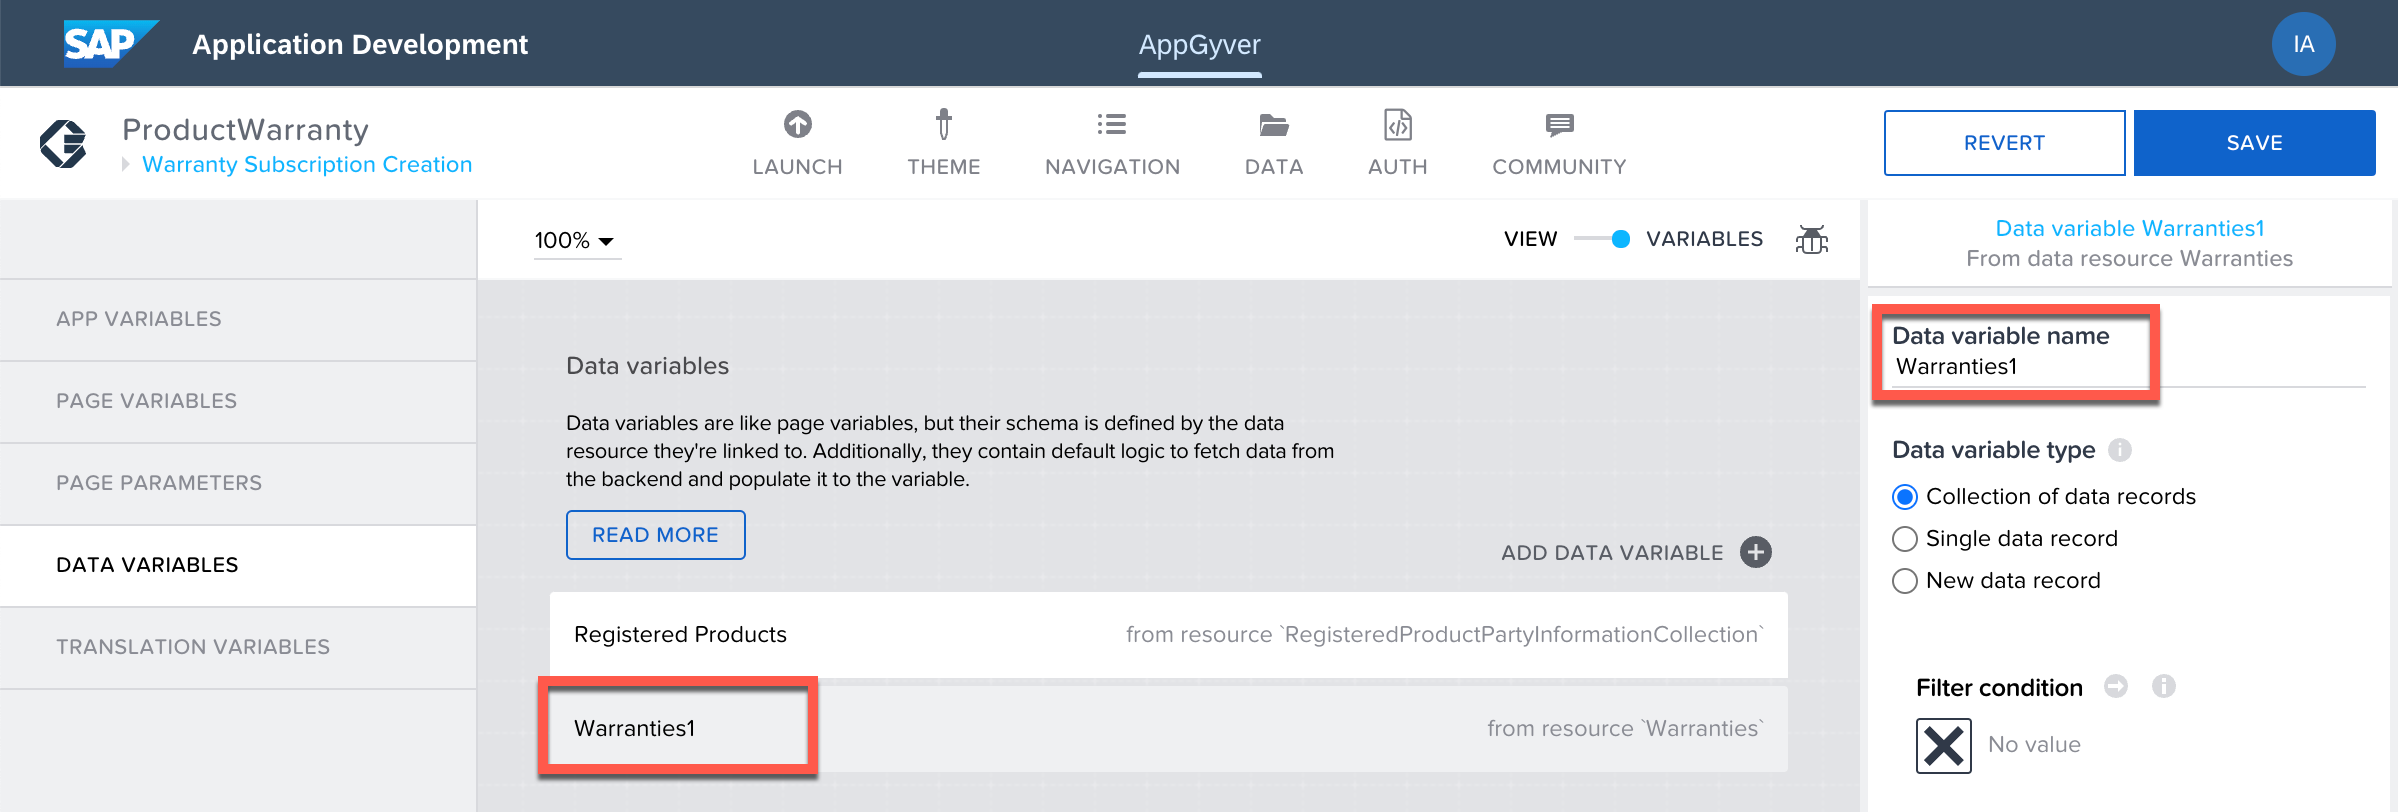 SAP Application Development
AppGyver
IA
ProductWarranty
Warranty Subscription Creation
LAUNCH
THEME
NAVIGATION
DATA
AUTH
COMMUNITY
REVERT
SAVE
100%
VIEW
VARIABLES
APP VARIABLES
PAGE VARIABLES
PAGE PARAMETERS
DATA VARIABLES
TRANSLATION VARIABLES
Data variables
Data variables are like page variables, but their schema is defined by the data
resource they're linked to. Additionally, they contain default logic to fetch data from
the backend and populate it to the variable.
READ MORE
ADD DATA VARIABLE
Registered Products
from resource `RegisteredProductPartyInformationCollection`
Warranties1
from resource `Warranties`
Data variable Warranties1
From data resource Warranties
Data variable name
Warranties1
Data variable type
Collection of data records
Single data record
New data record
Filter condition
No value